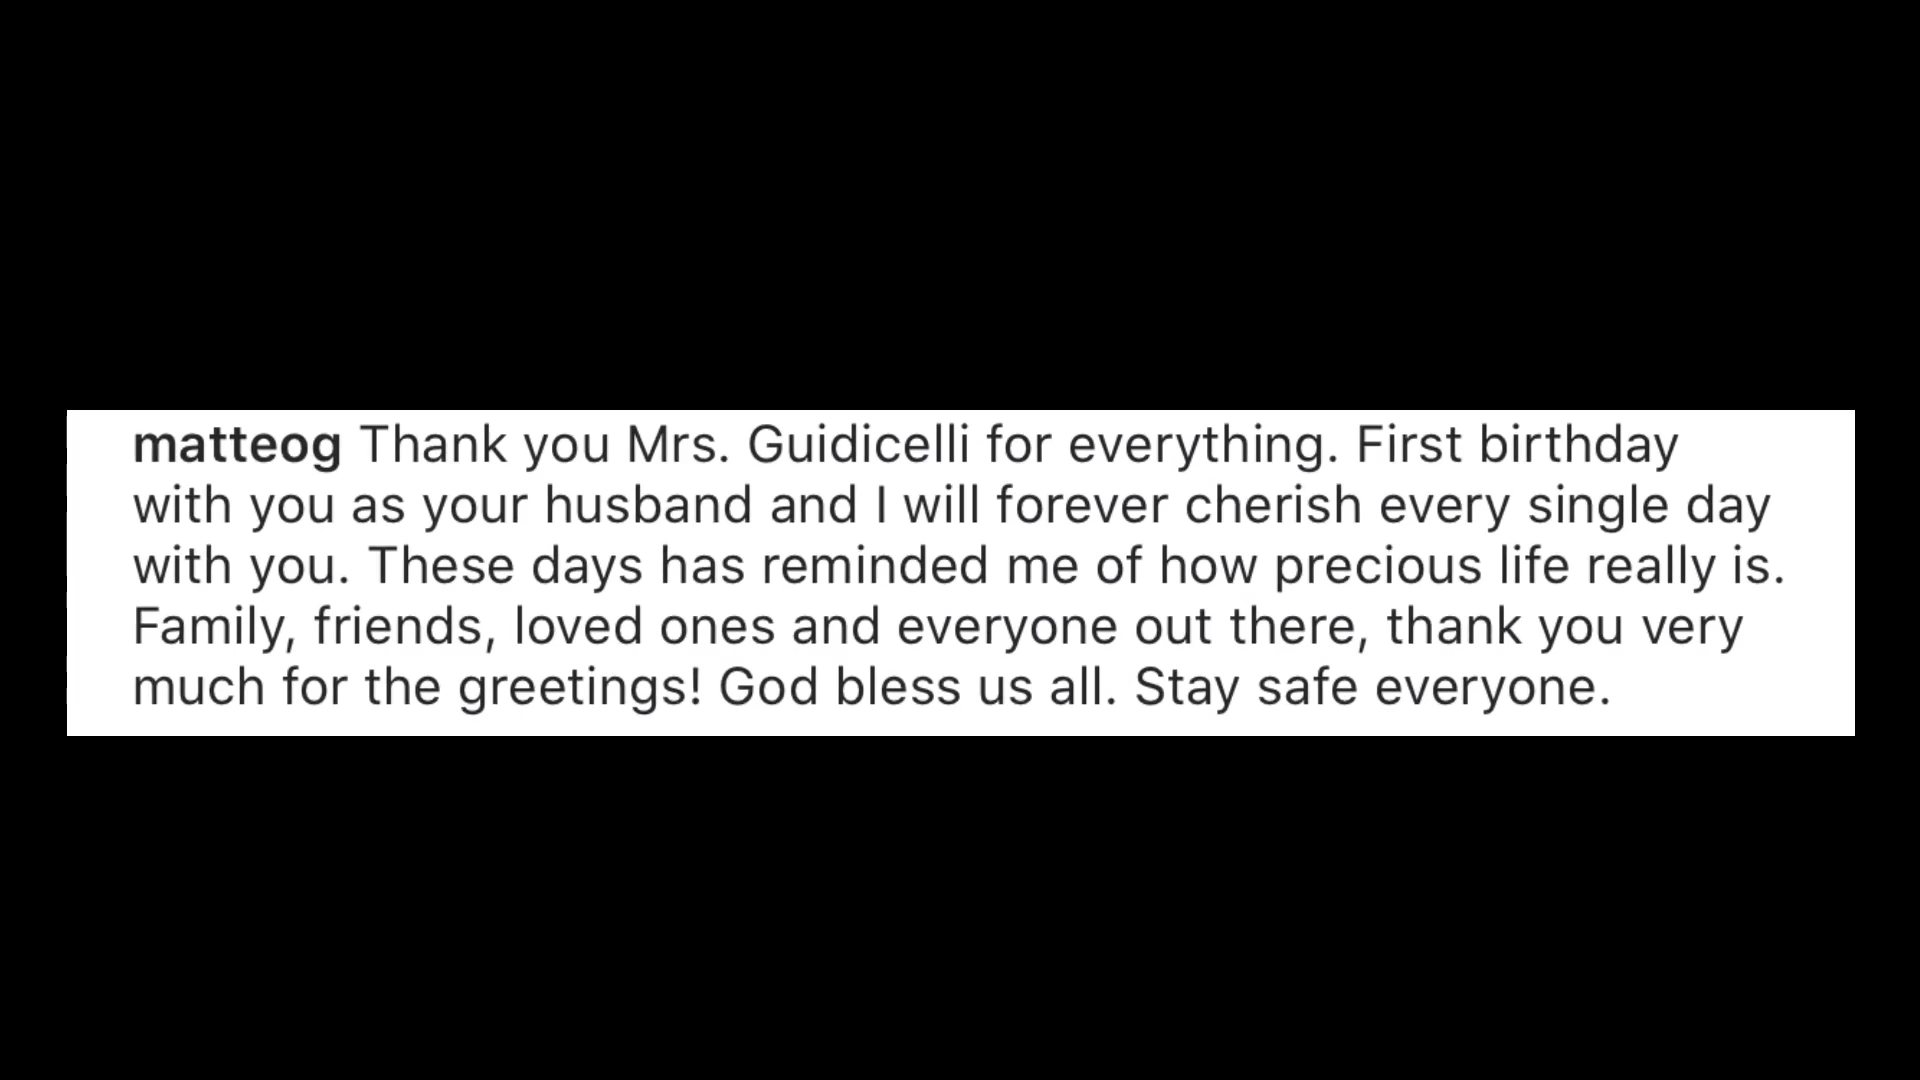 matteog Thank you Mrs. Guidicelli for everything. First birthday
with you as your husband and I will forever cherish every single day
with you. These days has reminded me of how precious life really is.
Family, friends, loved ones and everyone out there, thank you very
much for the greetings! God bless us all. Stay safe everyone.